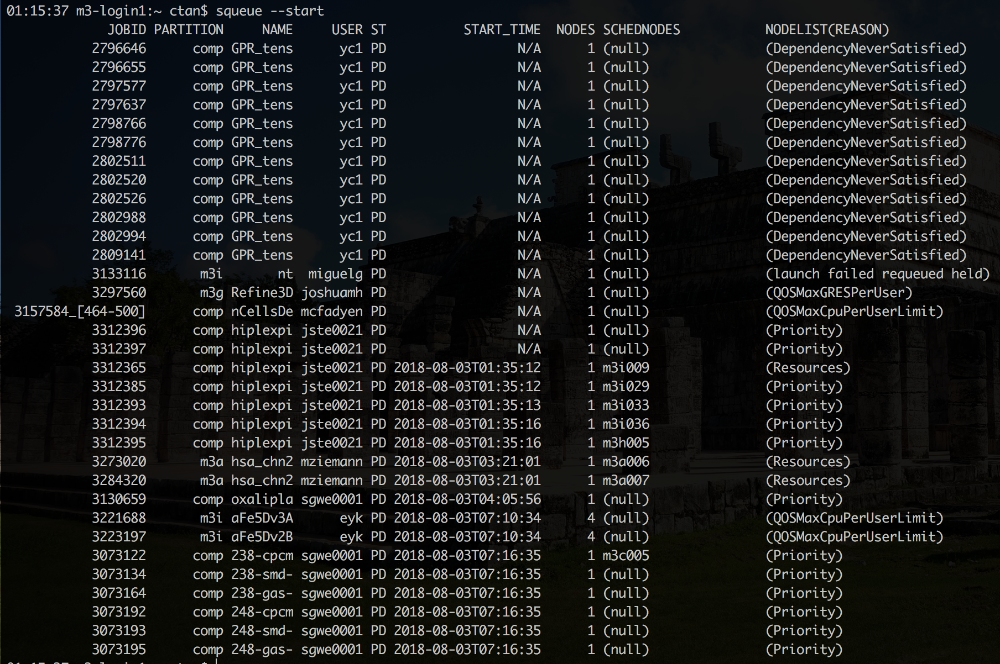 01:15:37 m3-login1:~ ctan$ squeue --start
JOBID PARTITION NAME USER ST START_TIME NODES SCHEDNODES NODELIST(REASON)
2796646 comp GPR_tens yc1 PD N/A 1 (null) (DependencyNeverSatisfied)
2796655 comp GPR_tens yc1 PD N/A 1 (null) (DependencyNeverSatisfied)
2797577 comp GPR_tens yc1 PD N/A 1 (null) (DependencyNeverSatisfied)
2797637 comp GPR_tens yc1 PD N/A 1 (null) (DependencyNeverSatisfied)
2798766 comp GPR_tens yc1 PD N/A 1 (null) (DependencyNeverSatisfied)
2798776 comp GPR_tens yc1 PD N/A 1 (null) (DependencyNeverSatisfied)
2802511 comp GPR_tens yc1 PD N/A 1 (null) (DependencyNeverSatisfied)
2802520 comp GPR_tens yc1 PD N/A 1 (null) (DependencyNeverSatisfied)
2802526 comp GPR_tens yc1 PD N/A 1 (null) (DependencyNeverSatisfied)
2802988 comp GPR_tens yc1 PD N/A 1 (null) (DependencyNeverSatisfied)
2802994 comp GPR_tens yc1 PD N/A 1 (null) (DependencyNeverSatisfied)
2809141 comp GPR_tens yc1 PD N/A 1 (null) (DependencyNeverSatisfied)
3133116 m3i nt miguelg PD N/A 1 (null) (launch failed requeued held)
3297560 m3g Refine3D joshuamh PD N/A 1 (null) (QOSMaxGRESPerUser)
3157584_[464-500] comp nCellsDe mcfadyen PD N/A 1 (null) (QOSMaxCpuPerUserLimit)
3312396 comp hiplexpi jste0021 PD N/A 1 (null) (Priority)
3312397 comp hiplexpi jste0021 PD N/A 1 (null) (Priority)
3312365 comp hiplexpi jste0021 PD 2018-08-03T01:35:12 1 m3i009 (Resources)
3312385 comp hiplexpi jste0021 PD 2018-08-03T01:35:12 1 m3i029 (Priority)
3312393 comp hiplexpi jste0021 PD 2018-08-03T01:35:13 1 m3i033 (Priority)
3312394 comp hiplexpi jste0021 PD 2018-08-03T01:35:16 1 m3i036 (Priority)
3312395 comp hiplexpi jste0021 PD 2018-08-03T01:35:16 1 m3h005 (Priority)
3273020 m3a hsa_chn2 mziemann PD 2018-08-03T03:21:01 1 m3a006 (Resources)
3284320 m3a hsa_chn2 mziemann PD 2018-08-03T03:21:01 1 m3a007 (Resources)
3130659 comp oxalipla sgwe0001 PD 2018-08-03T04:05:56 1 (null) (Priority)
3221688 m3i aFe5Dv3A eyk PD 2018-08-03T07:10:34 4 (null) (QOSMaxCpuPerUserLimit)
3223197 m3i aFe5Dv2B eyk PD 2018-08-03T07:10:34 4 (null) (QOSMaxCpuPerUserLimit)
3073122 comp 238-cpcm sgwe0001 PD 2018-08-03T07:16:35 1 m3c005 (Priority)
3073134 comp 238-smd- sgwe0001 PD 2018-08-03T07:16:35 1 (null) (Priority)
3073164 comp 238-gas- sgwe0001 PD 2018-08-03T07:16:35 1 (null) (Priority)
3073192 comp 248-cpcm sgwe0001 PD 2018-08-03T07:16:35 1 (null) (Priority)
3073193 comp 248-smd- sgwe0001 PD 2018-08-03T07:16:35 1 (null) (Priority)
3073195 comp 248-gas- sgwe0001 PD 2018-08-03T07:16:35 1 (null) (Priority)